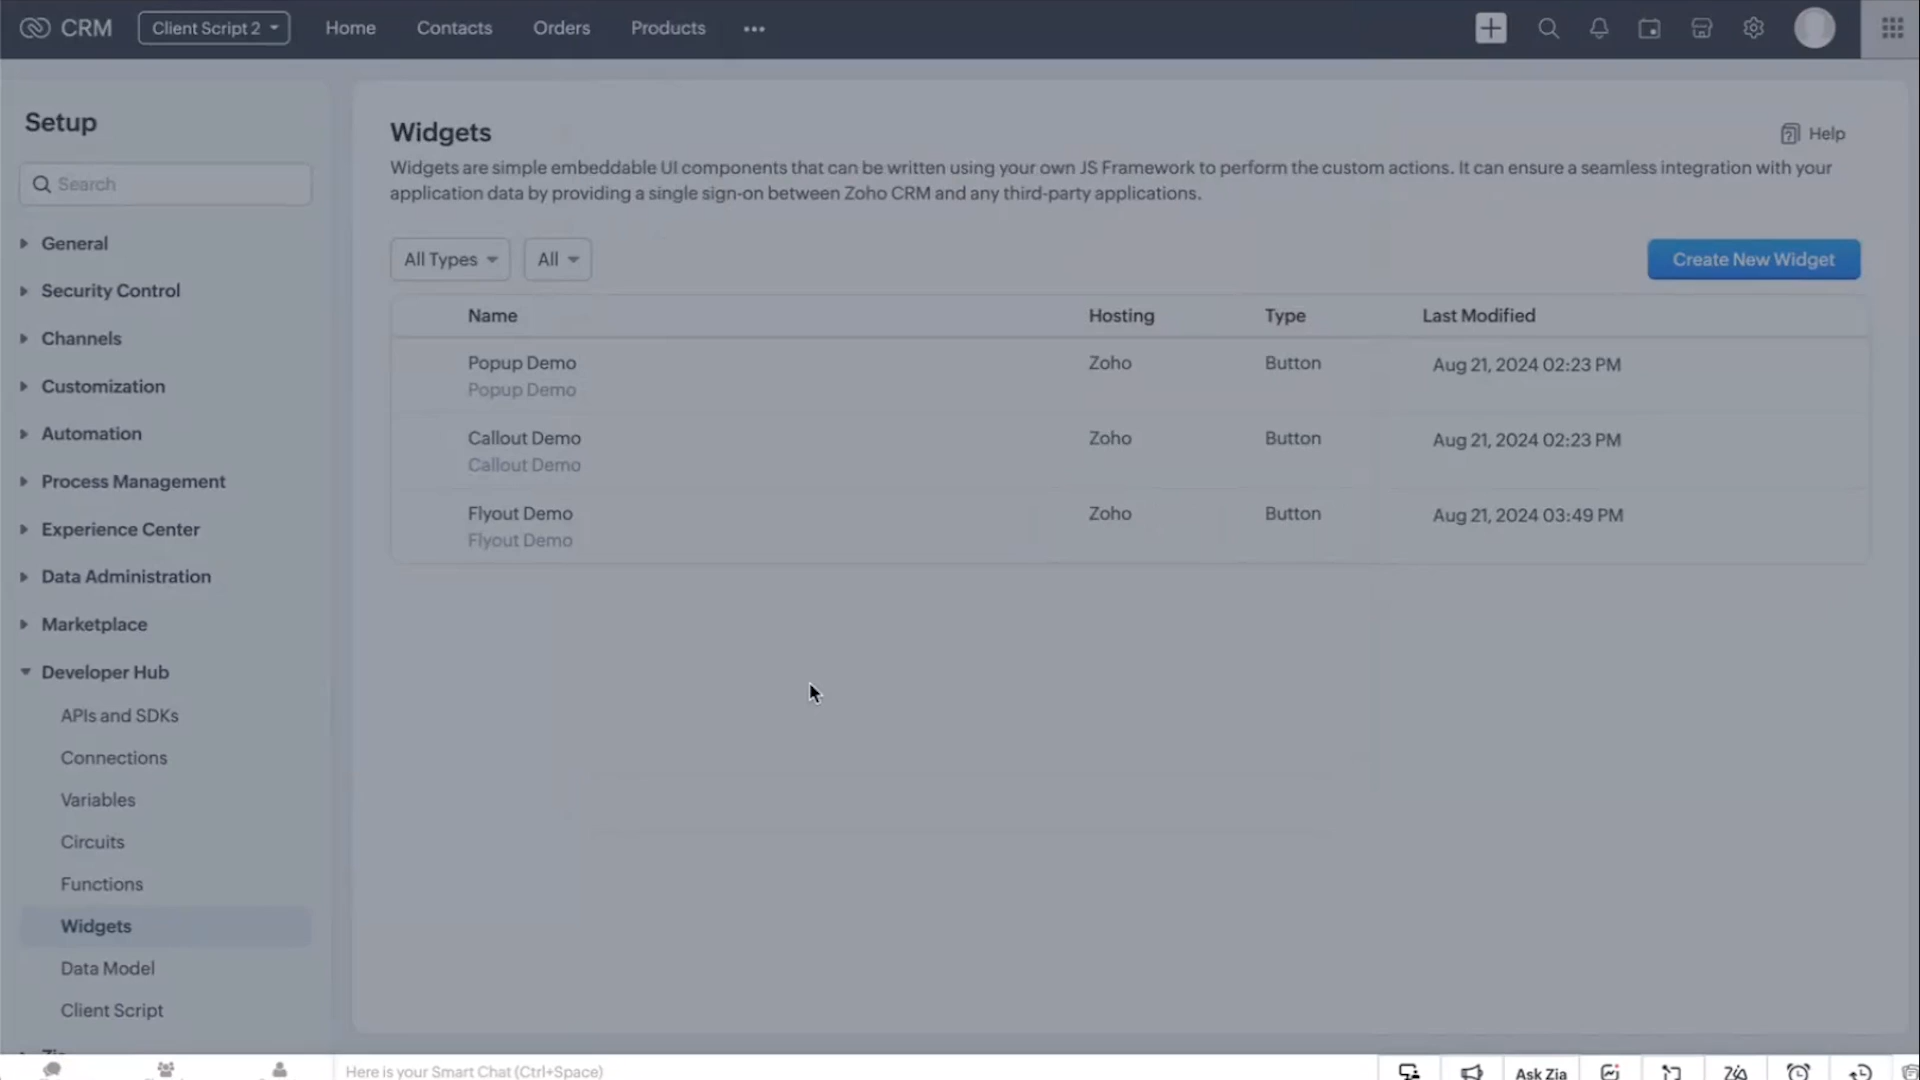 CRM
Client Script 2
Home
Contacts
Orders
Products
Setup
Search
General
Security Control
Channels
Customization
Automation
Process Management
Experience Center
Data Administration
Marketplace
Developer Hub
APIs and SDKs
Connections
Variables
Circuits
Functions
Widgets
Data Model
Client Script
Widgets
Help
Widgets are simple embeddable UI components that can be written using your own JS Framework to perform the custom actions. It can ensure a seamless integration with your
application data by providing a single sign-on between Zoho CRM and any third-party applications.
All Types
All
Create New Widget
Name Hosting Type Last Modified
Popup Demo Zoho Button Aug 21, 2024 02:23 PM
Popup Demo
Callout Demo Zoho Button Aug 21, 2024 02:23 PM
Callout Demo
Flyout Demo Zoho Button Aug 21, 2024 03:49 PM
Flyout Demo
Here is your Smart Chat (Ctrl+Space)
Ask Zia